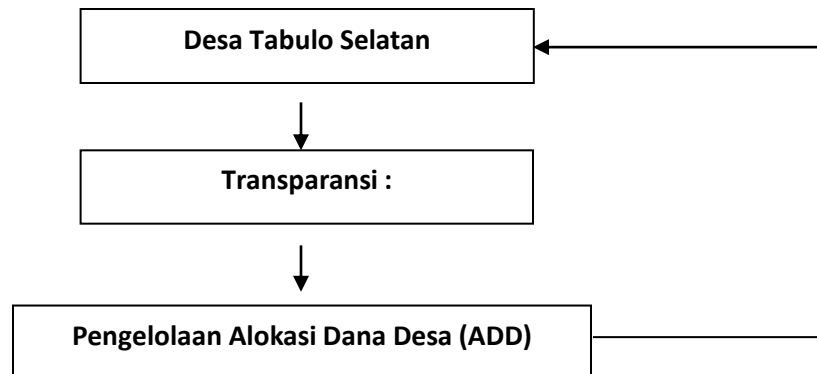 Desa Tabulo Selatan
Transparansi :
Pengelolaan Alokasi Dana Desa (ADD)